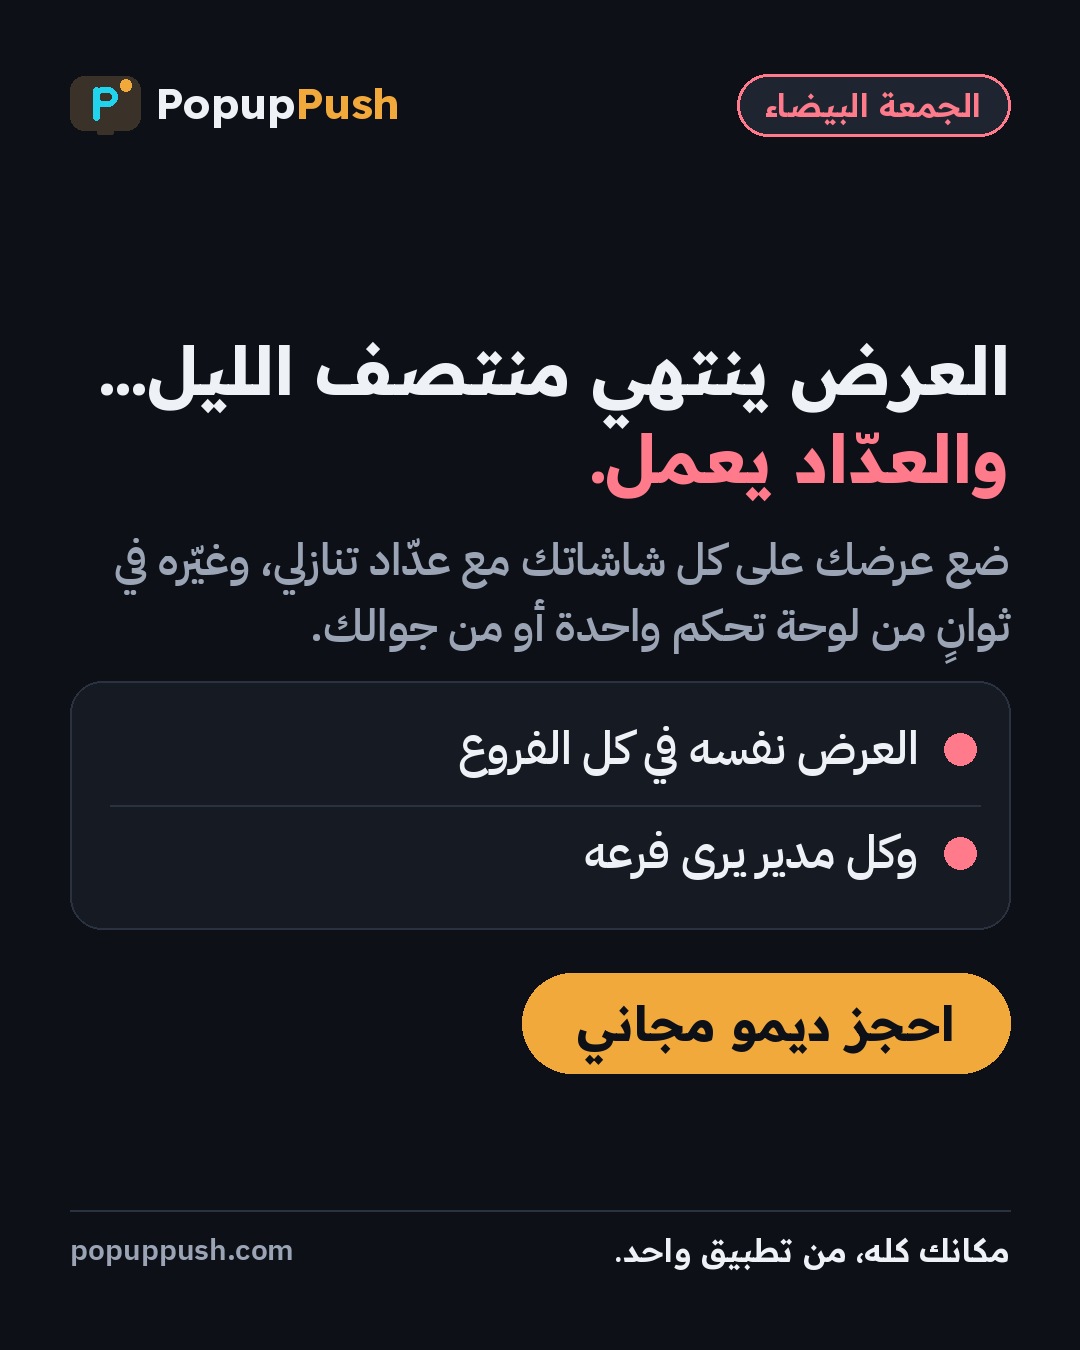 PopupPush
الجمعة البيضاء
العرض ينتهي منتصف الليل...
والعدّاد يعمل.
ضع عرضك على كل شاشاتك مع عدّاد تنازلي، وغيّره في
ثوانٍ من لوحة تحكم واحدة أو من جوالك.
العرض نفسه في كل الفروع
وكل مدير يرى فرعه
احجز ديمو مجاني
مكانك كله، من تطبيق واحد.
popuppush.com